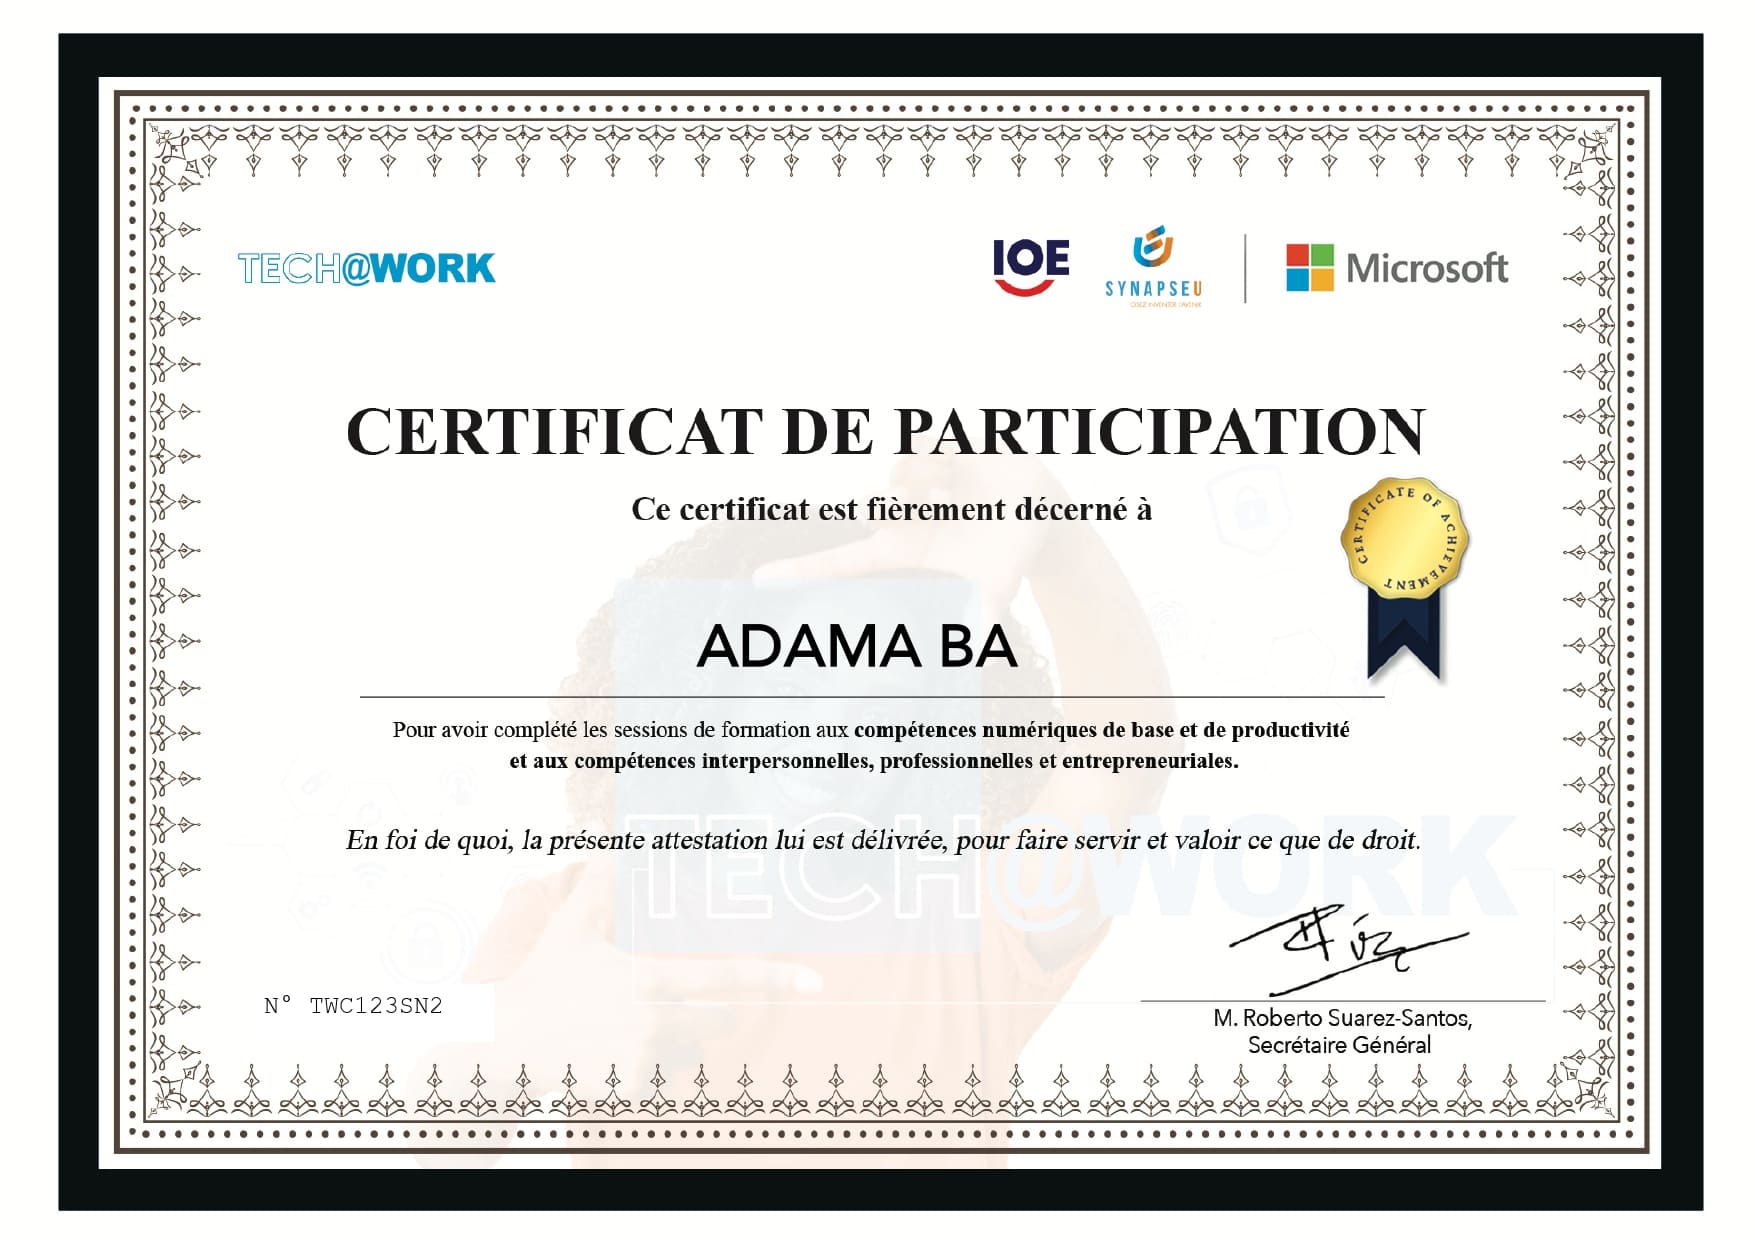 TECH@WORK
IOE
SYNAPSEU
OSEZ INVENTER L'AVENIR
Microsoft
CERTIFICAT DE PARTICIPATION
Ce certificat est fièrement décerné à
CERTIFICATE OF ACHIEVEMENT
ADAMA BA
Pour avoir complété les sessions de formation aux compétences numériques de base et de productivité
et aux compétences interpersonnelles, professionnelles et entrepreneuriales.
TECH@WORK
En foi de quoi, la présente attestation lui est délivrée, pour faire servir et valoir ce que de droit.
N° TWC123SN2
M. Roberto Suarez-Santos,
Secrétaire Général